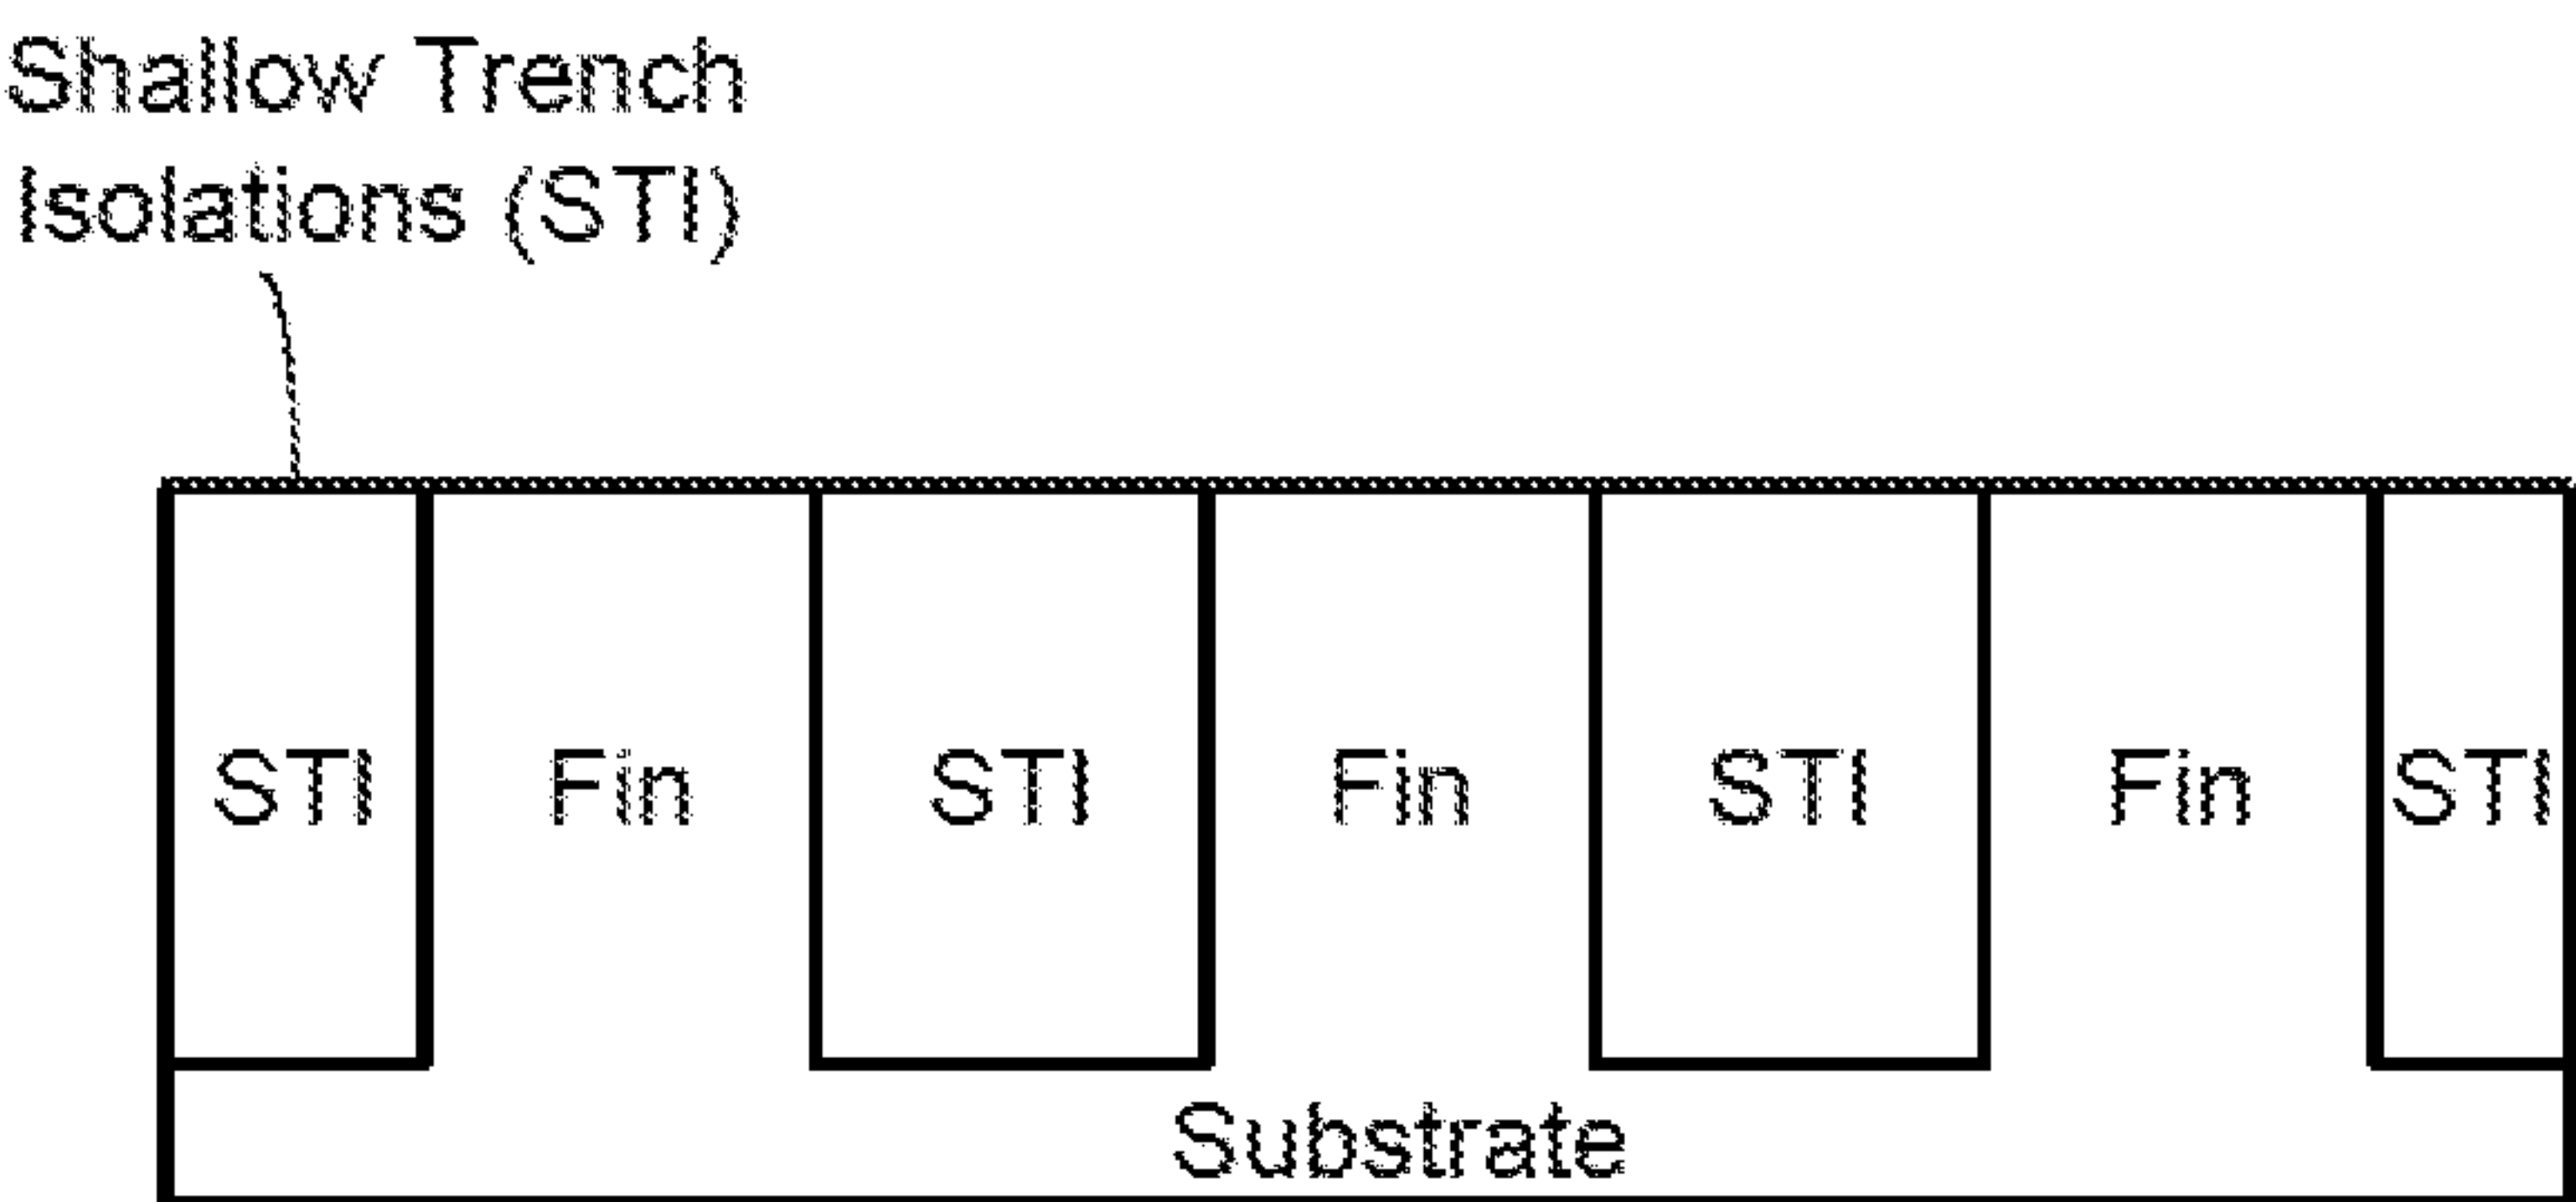 Shallow Trench
Isolations (STI)
STI Fin STI Fin STI Fin STI
Substrate